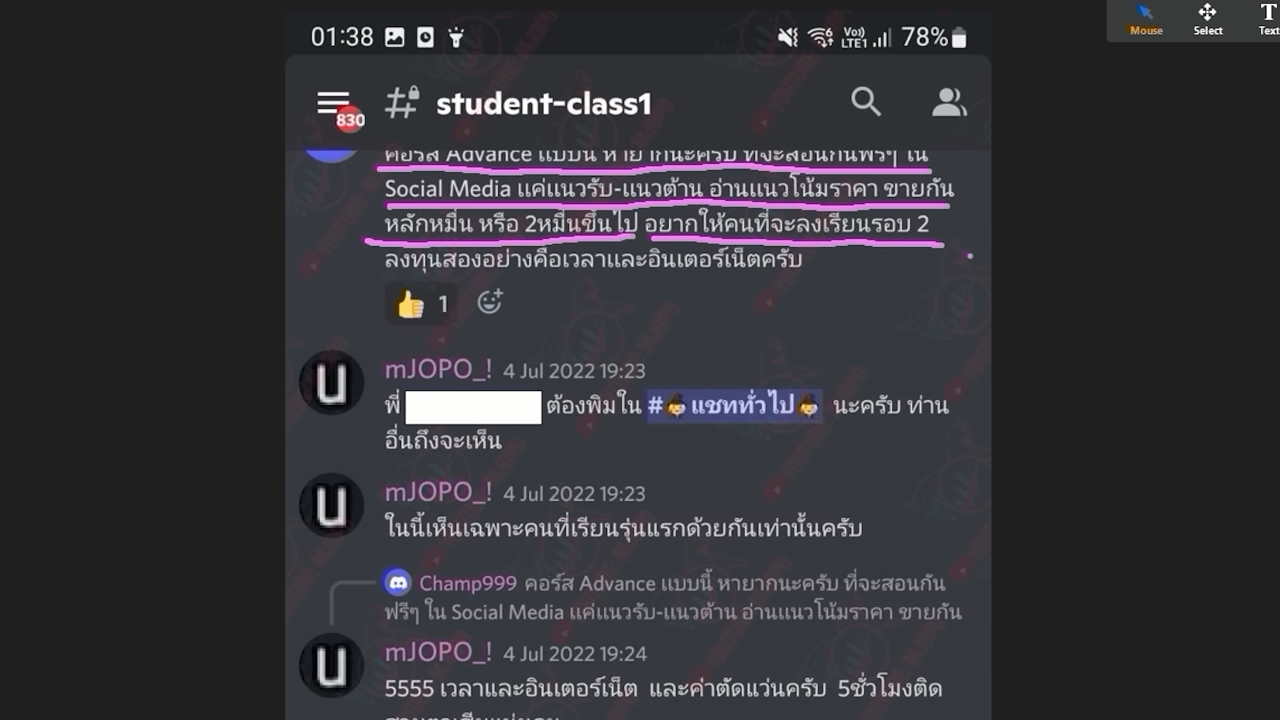 01:38
Vo))
LTE1
78%
Mouse
Select
Text
830
student-class1
คอร์ส Advance แบบนี้ หายากนะครับ ที่จะสอนกันฟรีๆ ใน
Social Media แค่แนวรับ-แนวต้าน อ่านแนวโน้มราคา ขายกัน
หลักหมื่น หรือ 2หมื่นขึ้นไป อยากให้คนที่จะลงเรียนรอบ 2
ลงทุนสองอย่างคือเวลาและอินเตอร์เน็ตครับ
👍 1
mJOPO_! 4 Jul 2022 19:23
พี่ ต้องพิมใน #แชททั่วไป นะครับ ท่าน
อื่นถึงจะเห็น
mJOPO_! 4 Jul 2022 19:23
ในนี้เห็นเฉพาะคนที่เรียนรุ่นแรกด้วยกันเท่านั้นครับ
Champ999 คอร์ส Advance แบบนี้ หายากนะครับ ที่จะสอนกัน
ฟรีๆ ใน Social Media แค่แนวรับ-แนวต้าน อ่านแนวโน้มราคา ขายกัน
mJOPO_! 4 Jul 2022 19:24
5555 เวลาและอินเตอร์เน็ต และค่าตัดแว่นครับ 5ชั่วโมงติด